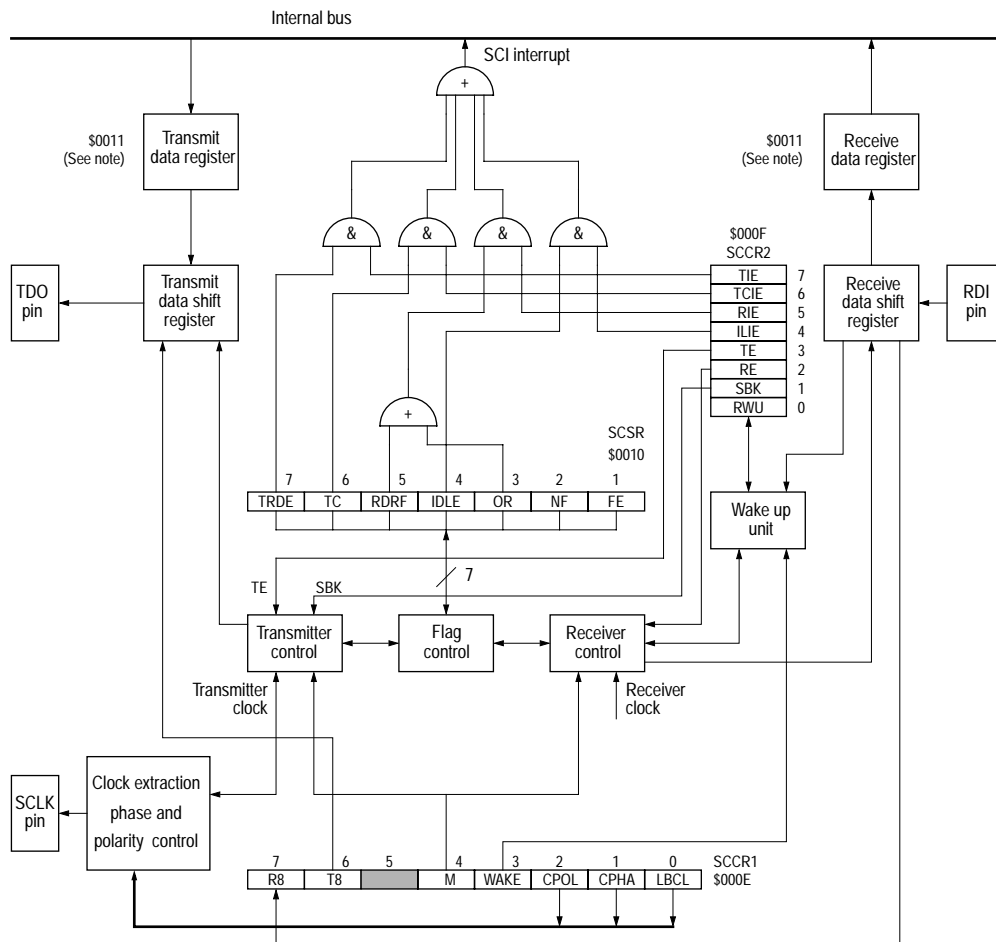 Internal bus
SCI interrupt
+
$0011
(See note)
Transmit
data register
$0011
(See note)
Receive
data register
&
&
&
&
$000F
SCCR2
TDO
pin
Transmit
data shift
register
TIE 7
TCIE 6
RIE 5
ILIE 4
TE 3
RE 2
SBK 1
RWU 0
Receive
data shift
register
RDI
pin
+
SCSR
$0010
7 6 5 4 3 2 1
TRDE TC RDRF IDLE OR NF FE
Wake up
unit
7
TE
SBK
Transmitter
control
Flag
control
Receiver
control
Transmitter
clock
Receiver
clock
SCLK
pin
Clock extraction
phase and
polarity control
7 6 5 4 3 2 1 0
SCCR1
R8 T8 M WAKE CPOL CPHA LBCL
$000E